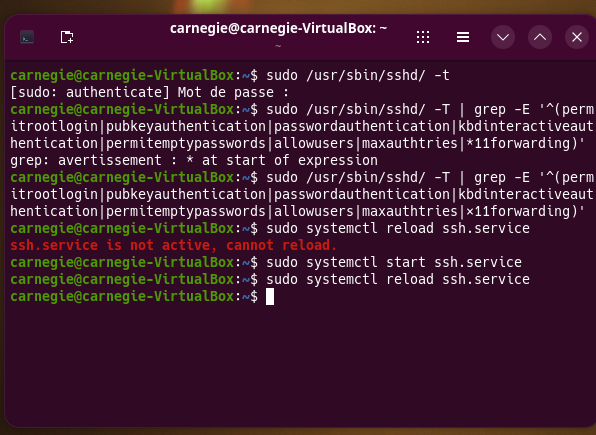 carnegie@carnegie-VirtualBox: ~
~
carnegie@carnegie-VirtualBox:~$ sudo /usr/sbin/sshd/ -t
[sudo: authenticate] Mot de passe :
carnegie@carnegie-VirtualBox:~$ sudo /usr/sbin/sshd/ -T | grep -E '^(perm
itrootlogin|pubkeyauthentication|passwordauthentication|kbdinteractiveaut
hentication|permitemptypasswords|allowusers|maxauthtries|*11forwarding)'
grep: avertissement : * at start of expression
carnegie@carnegie-VirtualBox:~$ sudo /usr/sbin/sshd/ -T | grep -E '^(perm
itrootlogin|pubkeyauthentication|passwordauthentication|kbdinteractiveaut
hentication|permitemptypasswords|allowusers|maxauthtries|×11forwarding)'
carnegie@carnegie-VirtualBox:~$ sudo systemctl reload ssh.service
ssh.service is not active, cannot reload.
carnegie@carnegie-VirtualBox:~$ sudo systemctl start ssh.service
carnegie@carnegie-VirtualBox:~$ sudo systemctl reload ssh.service
carnegie@carnegie-VirtualBox:~$